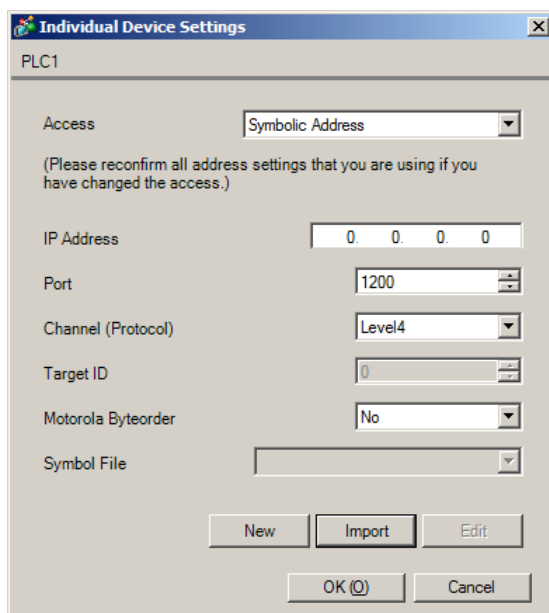 Individual Device Settings
PLC1
Access Symbolic Address
(Please reconfirm all address settings that you are using if you
have changed the access.)
IP Address 0. 0. 0. 0
Port 1200
Channel (Protocol) Level4
Target ID 0
Motorola Byteorder No
Symbol File
New Import Edit
OK (O) Cancel